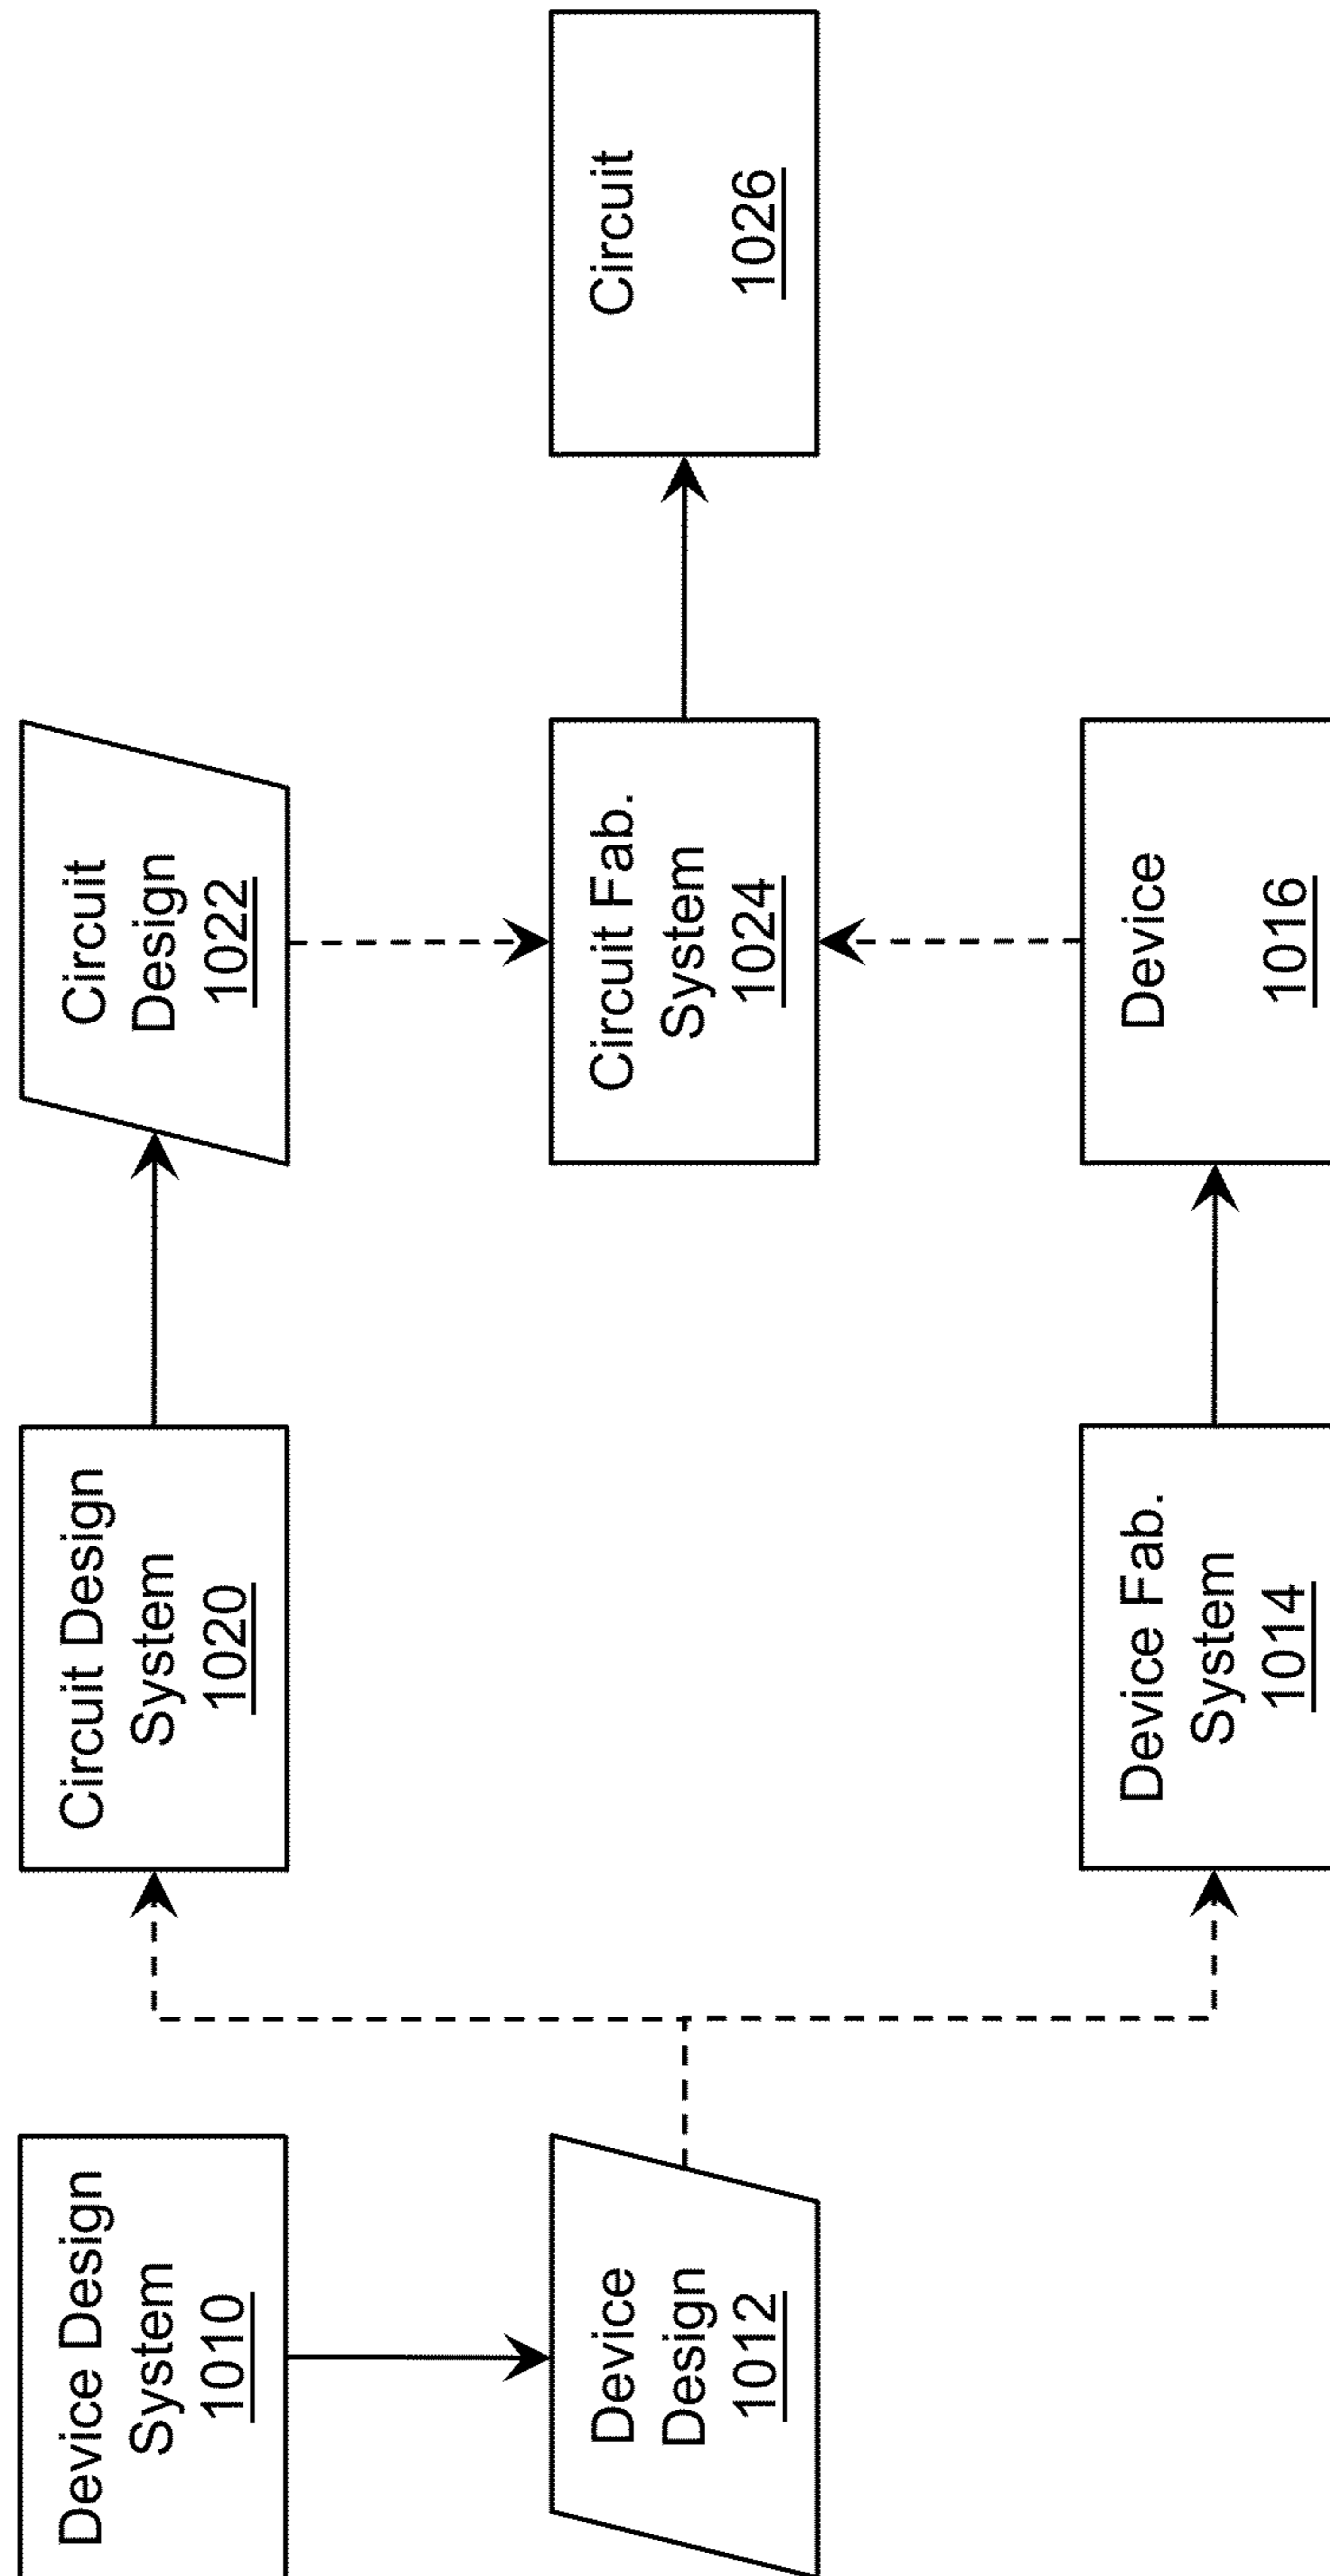 Device Design
System
1010
Device
Design
1012
Circuit Design
System
1020
Device Fab.
System
1014
Circuit
Design
1022
Circuit Fab.
System
1024
Device
1016
Circuit
1026